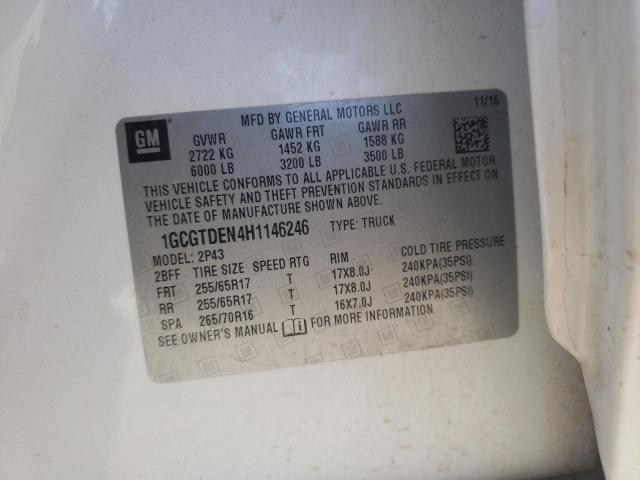 11/16
MFD BY GENERAL MOTORS LLC
GM
GVWR GAWR FRT GAWR RR
2722 KG 1452 KG 1588 KG
6000 LB 3200 LB 3500 LB
THIS VEHICLE CONFORMS TO ALL APPLICABLE U.S. FEDERAL MOTOR
VEHICLE SAFETY AND THEFT PREVENTION STANDARDS IN EFFECT ON
THE DATE OF MANUFACTURE SHOWN ABOVE.
1GCGTDEN4H1146246 TYPE: TRUCK
MODEL: 2P43
2BFF TIRE SIZE SPEED RTG RIM COLD TIRE PRESSURE
FRT 255/65R17 T 17X8.0J 240KPA(35PSI)
RR 255/65R17 T 17X8.0J 240KPA(35PSI)
SPA 265/70R16 T 16X7.0J 240KPA(35PSI)
SEE OWNER'S MANUAL FOR MORE INFORMATION